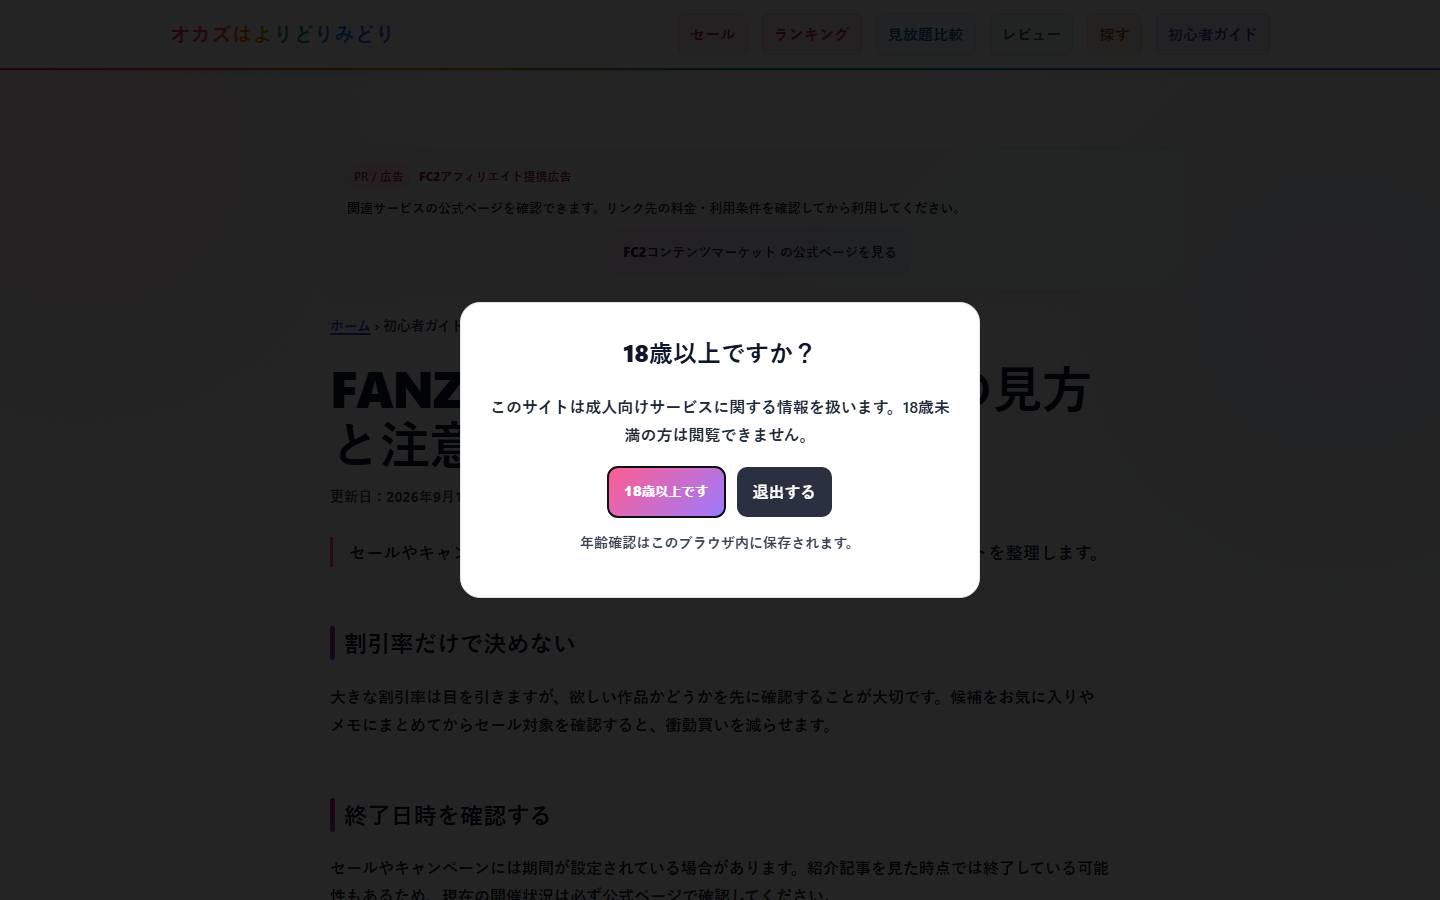 オカズはよりどりみどり
セール ランキング 見放題比較 レビュー 探す 初心者ガイド
PR / 広告 FC2アフィリエイト提携広告
関連サービスの公式ページを確認できます。リンク先の料金・利用条件を確認してから利用してください。
FC2コンテンツマーケット の公式ページを見る
ホーム › 初心者ガイド
FANZ の見方
と注意
更新日：2026年9月1
セールやキャン トを整理します。
18歳以上ですか？
このサイトは成人向けサービスに関する情報を扱います。18歳未
満の方は閲覧できません。
18歳以上です 退出する
年齢確認はこのブラウザ内に保存されます。
割引率だけで決めない
大きな割引率は目を引きますが、欲しい作品かどうかを先に確認することが大切です。候補をお気に入りや
メモにまとめてからセール対象を確認すると、衝動買いを減らせます。
終了日時を確認する
セールやキャンペーンには期間が設定されている場合があります。紹介記事を見た時点では終了している可能
性もあるため、現在の開催状況は必ず公式ページで確認してください。